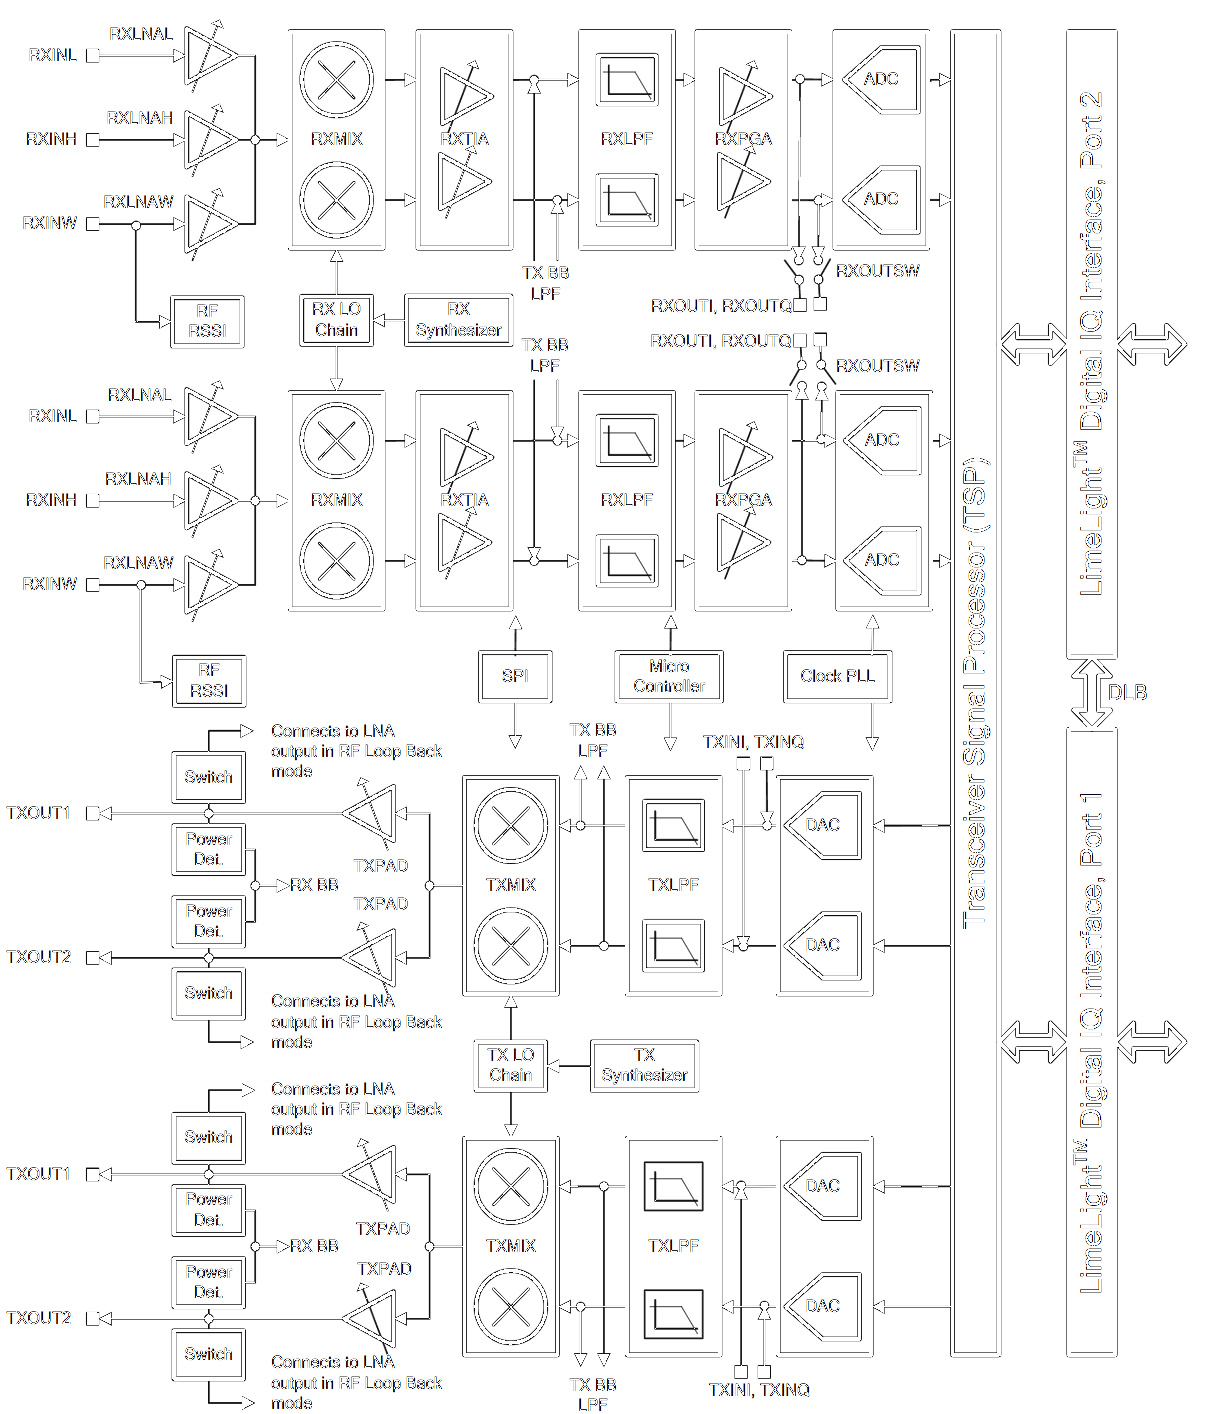 RXLNAL
RXINL
RXLNAH
RXINH
RXLNAW
RXINW
RXMIX
RXTIA
RXLPF
RXPGA
ADC
ADC
RF
RSSI
RX LO
Chain
RX
Synthesizer
TX BB
LPF
RXOUTSW
RXOUTI, RXOUTQ
RXOUTI, RXOUTQ
RXOUTSW
TX BB
LPF
RXLNAL
RXINL
RXLNAH
RXINH
RXLNAW
RXINW
RXMIX
RXTIA
RXLPF
RXPGA
ADC
ADC
RF
RSSI
SPI
Micro
Controller
Clock PLL
Transceiver Signal Processor (TSP)
LimeLight™ Digital IQ Interface, Port 2
DLB
LimeLight™ Digital IQ Interface, Port 1
Connects to LNA
output in RF Loop Back
mode
Switch
TXOUT1
Power
Det.
TXPAD
RX BB
TXPAD
Power
Det.
TXOUT2
Switch
Connects to LNA
output in RF Loop Back
mode
TX BB
LPF
TXINI, TXINQ
TXMIX
TXLPF
DAC
DAC
TX LO
Chain
TX
Synthesizer
Connects to LNA
output in RF Loop Back
mode
Switch
TXOUT1
Power
Det.
TXPAD
RX BB
TXPAD
Power
Det.
TXOUT2
Switch
Connects to LNA
output in RF Loop Back
mode
TXMIX
TXLPF
DAC
DAC
TX BB
LPF
TXINI, TXINQ